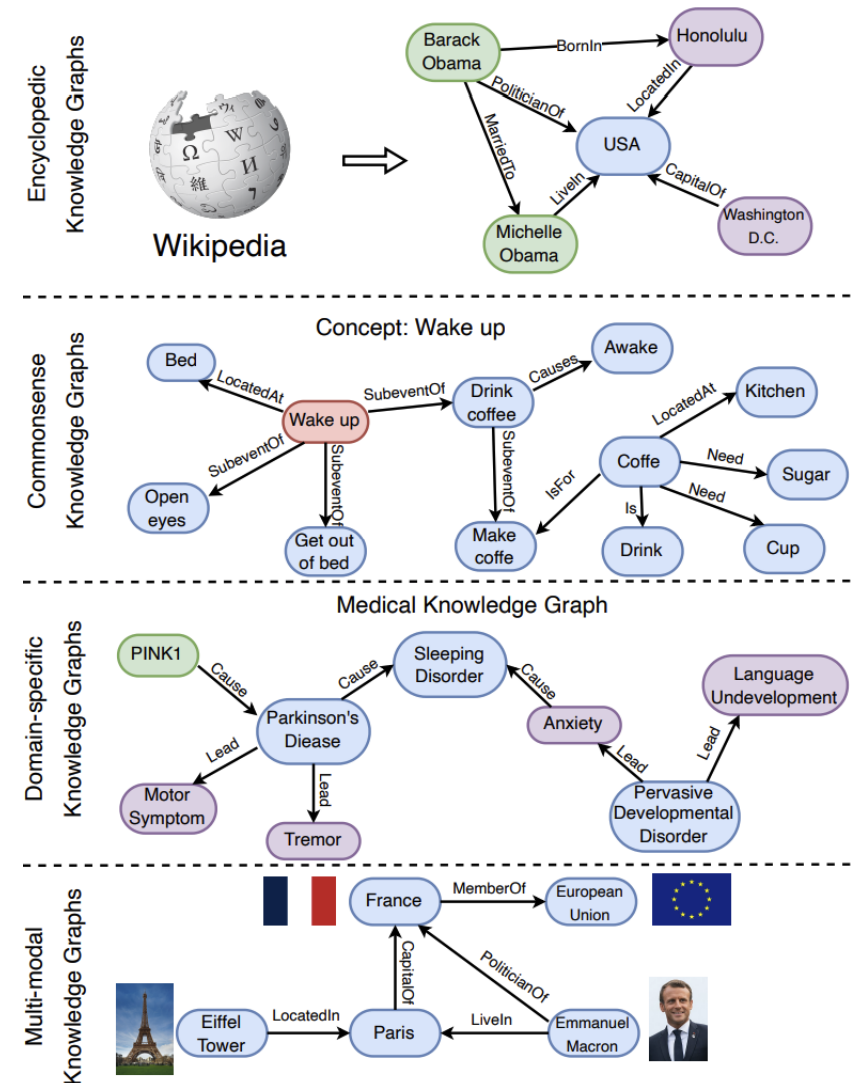 Encyclopedic
Knowledge Graphs
Wikipedia
Ω
W
И
維
Barack
Obama
BornIn
Honolulu
PoliticianOf
LocatedIn
MarriedTo
USA
LiveIn
CapitalOf
Michelle
Obama
Washington
D.C.
Commonsense
Knowledge Graphs
Concept: Wake up
Bed
LocatedAt
Wake up
SubeventOf
Drink
coffee
Causes
Awake
SubeventOf
Open
eyes
SubeventOf
Get out
of bed
SubeventOf
Make
coffe
IsFor
Coffe
LocatedAt
Kitchen
Need
Sugar
Need
Cup
Is
Drink
Domain-specific
Knowledge Graphs
Medical Knowledge Graph
PINK1
Cause
Parkinson's
Diease
Cause
Sleeping
Disorder
Cause
Anxiety
Language
Undevelopment
Lead
Motor
Symptom
Lead
Tremor
Lead
Lead
Pervasive
Developmental
Disorder
Multi-modal
Knowledge Graphs
France
MemberOf
European
Union
CapitalOf
PoliticianOf
Eiffel
Tower
LocatedIn
Paris
LiveIn
Emmanuel
Macron